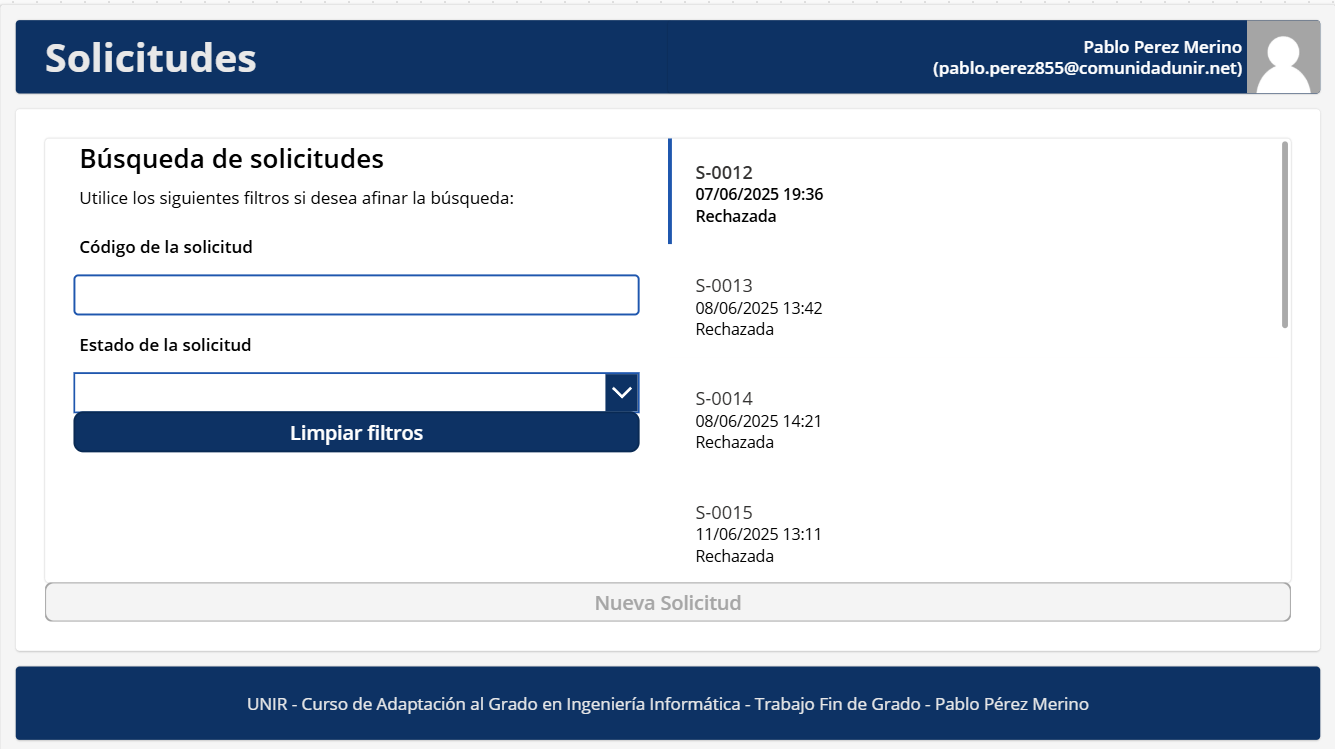 Solicitudes
Pablo Perez Merino
(pablo.perez855@comunidadunir.net)
Búsqueda de solicitudes
Utilice los siguientes filtros si desea afinar la búsqueda:
Código de la solicitud
Estado de la solicitud
Limpiar filtros
S-0012
07/06/2025 19:36
Rechazada
S-0013
08/06/2025 13:42
Rechazada
S-0014
08/06/2025 14:21
Rechazada
S-0015
11/06/2025 13:11
Rechazada
Nueva Solicitud
UNIR - Curso de Adaptación al Grado en Ingeniería Informática - Trabajo Fin de Grado - Pablo Pérez Merino